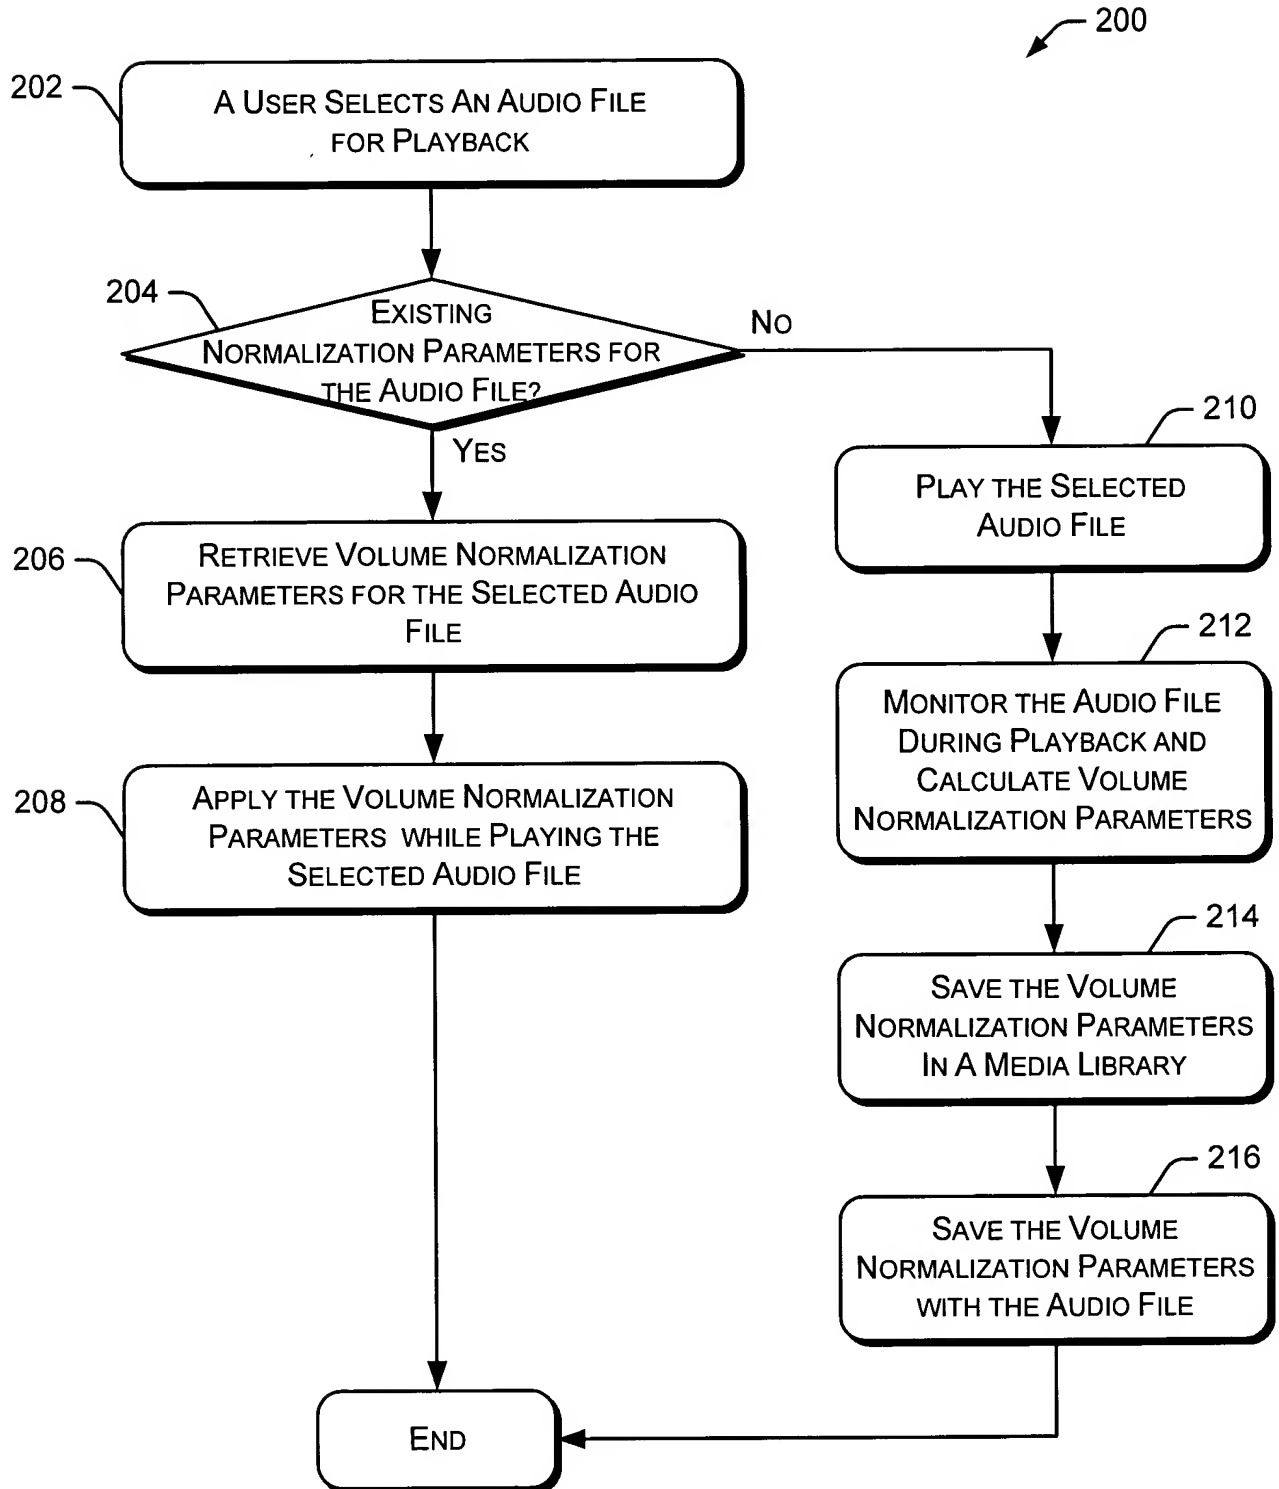 200
202
A USER SELECTS AN AUDIO FILE
FOR PLAYBACK
204
EXISTING
NORMALIZATION PARAMETERS FOR
THE AUDIO FILE?
NO
YES
210
PLAY THE SELECTED
AUDIO FILE
206
RETRIEVE VOLUME NORMALIZATION
PARAMETERS FOR THE SELECTED AUDIO
FILE
212
MONITOR THE AUDIO FILE
DURING PLAYBACK AND
CALCULATE VOLUME
NORMALIZATION PARAMETERS
208
APPLY THE VOLUME NORMALIZATION
PARAMETERS WHILE PLAYING THE
SELECTED AUDIO FILE
214
SAVE THE VOLUME
NORMALIZATION PARAMETERS
IN A MEDIA LIBRARY
216
SAVE THE VOLUME
NORMALIZATION PARAMETERS
WITH THE AUDIO FILE
END